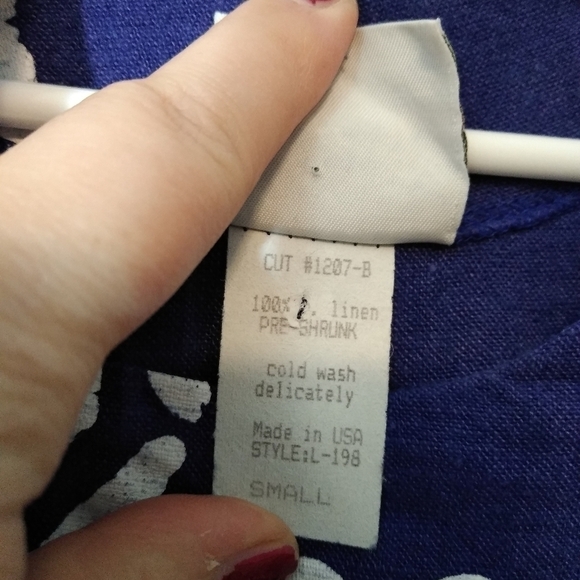 CUT #1207-B
100% linen
PRE-SHRUNK
cold wash
delicately
Made in USA
STYLE:L-198
SMALL